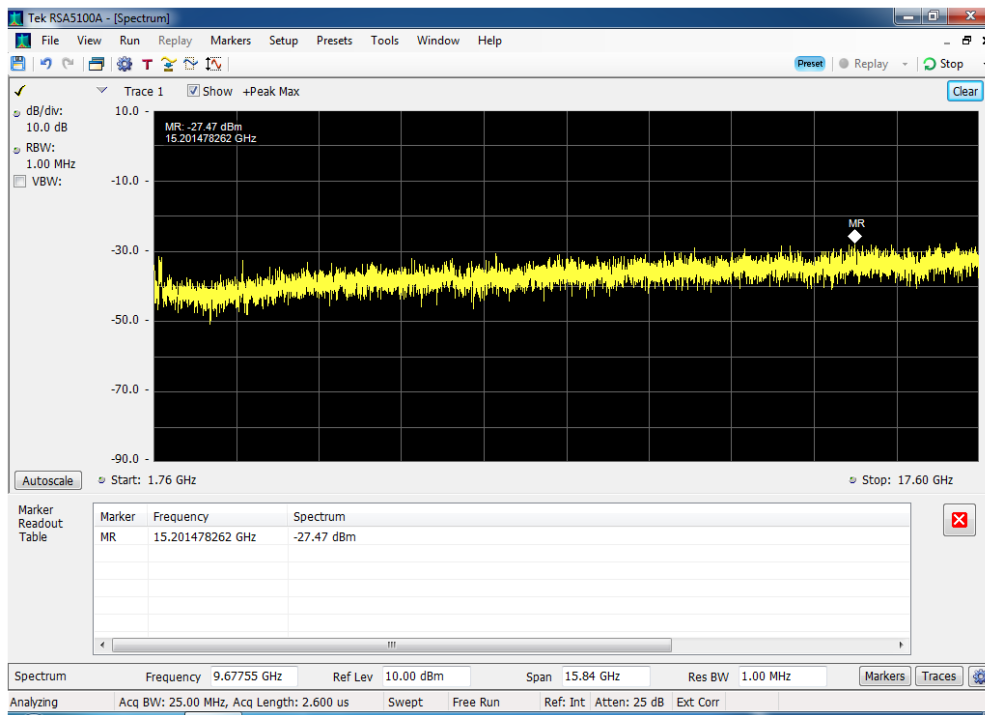 Tek RSA5100A - [Spectrum]
File View Run Replay Markers Setup Presets Tools Window Help
T Preset Replay Stop
Trace 1 Show +Peak Max Clear
dB/div:
10.0 dB
RBW:
1.00 MHz
VBW:
10.0
-10.0
-30.0
-50.0
-70.0
-90.0
MR: -27.47 dBm
15.201478262 GHz
MR
Autoscale Start: 1.76 GHz Stop: 17.60 GHz
Marker
Readout
Table
Marker Frequency Spectrum
MR 15.201478262 GHz -27.47 dBm
Spectrum Frequency 9.67755 GHz Ref Lev 10.00 dBm Span 15.84 GHz Res BW 1.00 MHz Markers Traces
Analyzing Acq BW: 25.00 MHz, Acq Length: 2.600 us Swept Free Run Ref: Int Atten: 25 dB Ext Corr